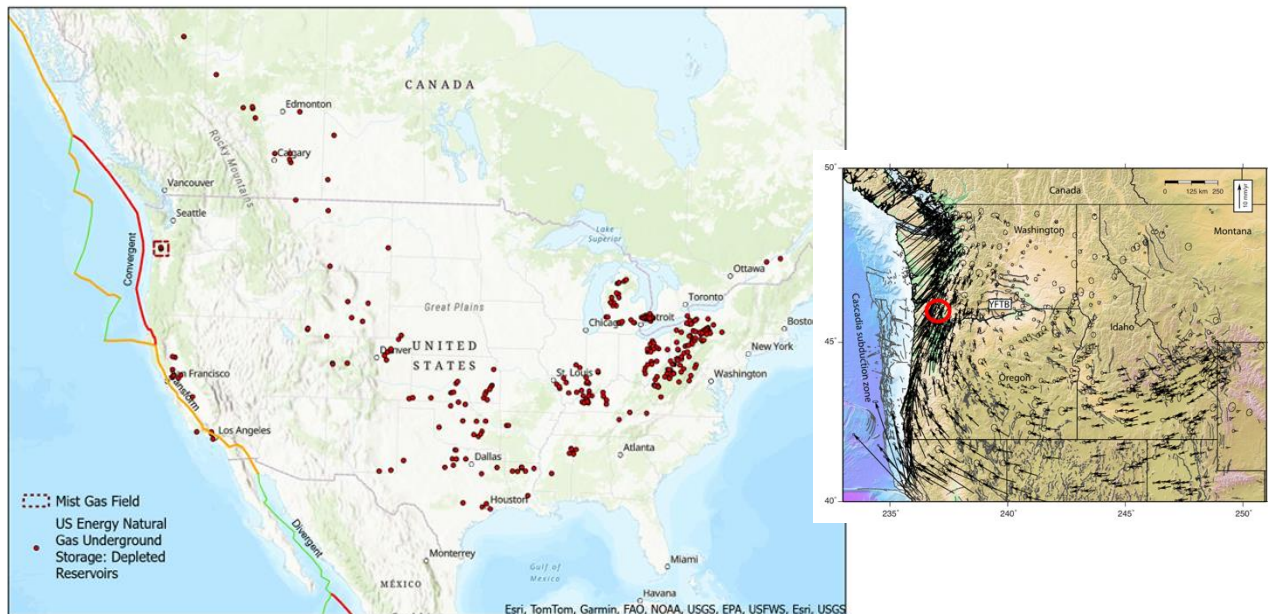 CANADA
Edmonton
Calgary
Rocky Mountains
Vancouver
Seattle
Convergent
Lake
Superior
Ottawa
Toronto
Great Plains
Chicago
Detroit
Boston
New York
Denver
UNITED
STATES
St. Louis
Washington
San Francisco
Transform
Los Angeles
Atlanta
Dallas
Houston
Divergent
Monterrey
Gulf of
Mexico
Miami
MÉXICO
Havana
Mist Gas Field
US Energy Natural
Gas Underground
Storage: Depleted
Reservoirs
Esri, TomTom, Garmin, FAO, NOAA, USGS, EPA, USFWS, Esri, USGS
50°
45°
40°
235°
240°
245°
250°
Canada
0 125 km 250
10 mm/yr
Washington
Montana
YFTB
Idaho
Oregon
Cascadia subduction zone